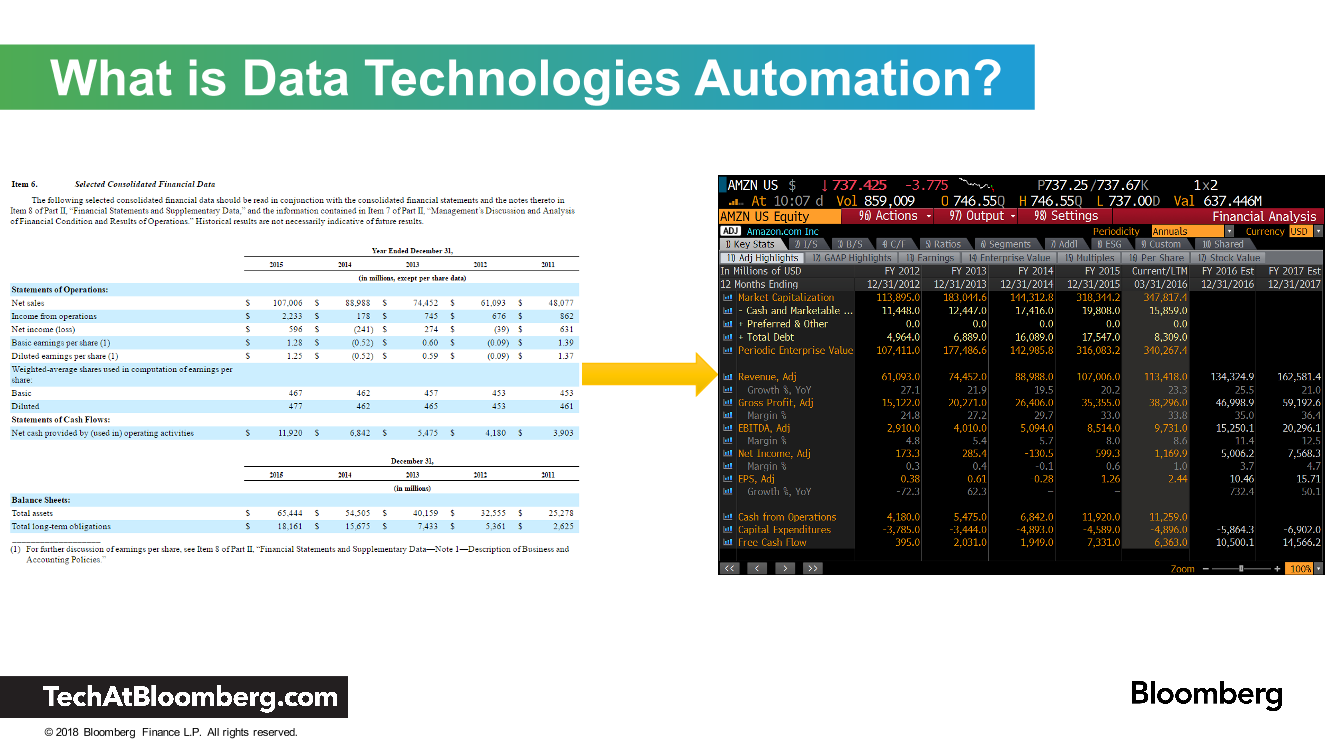 What is Data Technologies Automation?
Item 6. Selected Consolidated Financial Data
The following selected consolidated financial data should be read in conjunction with the consolidated financial statements and the notes thereto in
Item 8 of Part II, "Financial Statements and Supplementary Data," and the information contained in Item 7 of Part II, "Management's Discussion and Analysis
of Financial Condition and Results of Operations." Historical results are not necessarily indicative of future results.
Year Ended December 31,
2015 2014 2013 2012 2011
(in millions, except per share data)
Statements of Operations:
Net sales $ 107,006 $ 88,988 $ 74,452 $ 61,093 $ 48,077
Income from operations $ 2,233 $ 178 $ 745 $ 676 $ 862
Net income (loss) $ 596 $ (241) $ 274 $ (39) $ 631
Basic earnings per share (1) $ 1.28 $ (0.52) $ 0.60 $ (0.09) $ 1.39
Diluted earnings per share (1) $ 1.25 $ (0.52) $ 0.59 $ (0.09) $ 1.37
Weighted-average shares used in computation of earnings per
share:
Basic 467 462 457 453 453
Diluted 477 462 465 453 461
Statements of Cash Flows:
Net cash provided by (used in) operating activities $ 11,920 $ 6,842 $ 5,475 $ 4,180 $ 3,903
December 31,
2015 2014 2013 2012 2011
(in millions)
Balance Sheets:
Total assets $ 65,444 $ 54,505 $ 40,159 $ 32,555 $ 25,278
Total long-term obligations $ 18,161 $ 15,675 $ 7,433 $ 5,361 $ 2,625
(1) For further discussion of earnings per share, see Item 8 of Part II, "Financial Statements and Supplementary Data—Note 1—Description of Business and
Accounting Policies."
AMZN US $ ↓ 737.425 -3.775 P737.25/737.67K 1x2
At 10:07 d Vol 859,009 O 746.55Q H 746.55Q L 737.00D Val 637.446M
AMZN US Equity 96) Actions 97) Output 98) Settings Financial Analysis
ADJ Amazon.com Inc Periodicity Annuals Currency USD
1) Key Stats 2) I/S 3) B/S 4) C/F 5) Ratios 6) Segments 7) Addl 8) ESG 9) Custom 10) Shared
11) Adj Highlights 12) GAAP Highlights 13) Earnings 14) Enterprise Value 15) Multiples 16) Per Share 17) Stock Value
In Millions of USD FY 2012 FY 2013 FY 2014 FY 2015 Current/LTM FY 2016 Est FY 2017 Est
12 Months Ending 12/31/2012 12/31/2013 12/31/2014 12/31/2015 03/31/2016 12/31/2016 12/31/2017
Market Capitalization 113,895.0 183,044.6 144,312.8 318,344.2 347,817.4
- Cash and Marketable ... 11,448.0 12,447.0 17,416.0 19,808.0 15,859.0
+ Preferred & Other 0.0 0.0 0.0 0.0 0.0
+ Total Debt 4,964.0 6,889.0 16,089.0 17,547.0 8,309.0
Periodic Enterprise Value 107,411.0 177,486.6 142,985.8 316,083.2 340,267.4
Revenue, Adj 61,093.0 74,452.0 88,988.0 107,006.0 113,418.0 134,324.9 162,581.4
Growth %, YoY 27.1 21.9 19.5 20.2 23.3 25.5 21.0
Gross Profit, Adj 15,122.0 20,271.0 26,406.0 35,355.0 38,296.0 46,998.9 59,192.6
Margin % 24.8 27.2 29.7 33.0 33.8 35.0 36.4
EBITDA, Adj 2,910.0 4,010.0 5,094.0 8,514.0 9,731.0 15,250.1 20,296.1
Margin % 4.8 5.4 5.7 8.0 8.6 11.4 12.5
Net Income, Adj 173.3 285.4 -130.5 599.3 1,169.9 5,006.2 7,568.3
Margin % 0.3 0.4 -0.1 0.6 1.0 3.7 4.7
EPS, Adj 0.38 0.61 0.28 1.26 2.44 10.46 15.71
Growth %, YoY -72.3 62.3 – – 732.4 50.1
Cash from Operations 4,180.0 5,475.0 6,842.0 11,920.0 11,259.0
Capital Expenditures -3,785.0 -3,444.0 -4,893.0 -4,589.0 -4,896.0 -5,864.3 -6,902.0
Free Cash Flow 395.0 2,031.0 1,949.0 7,331.0 6,363.0 10,500.1 14,566.2
<< < > >> Zoom - + 100%
TechAtBloomberg.com
Bloomberg
© 2018 Bloomberg Finance L.P. All rights reserved.